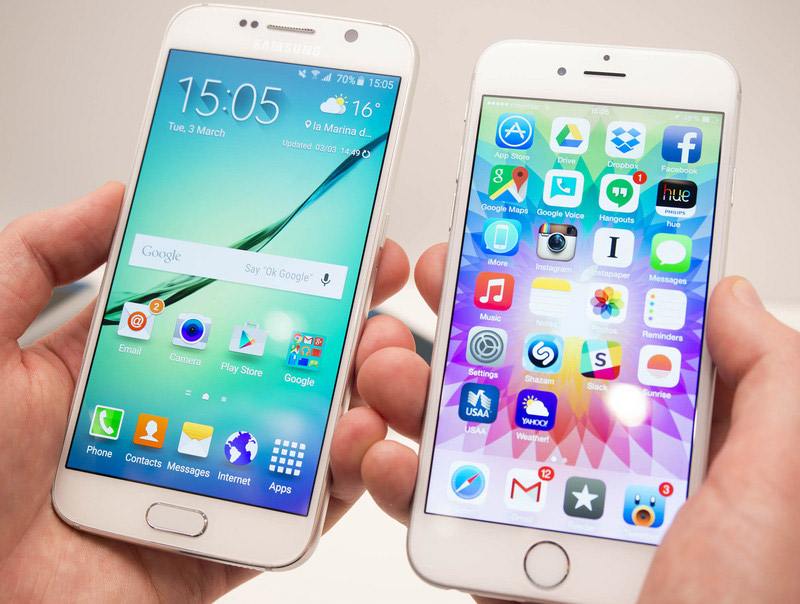 SAMSUNG
70% 15:05
15:05
Tue, 3 March
16°
la Marina d...
Updated 03/03 14:49
Google
Say "Ok Google"
2
Email
Camera
Play Store
Google
Phone
Contacts
Messages
Internet
Apps
15:05
App Store
Drive
Dropbox
Facebook
1
hue
PHILIPS
Google Maps
Google Voice
Hangouts
hue
iMore
Instagram
Instapaper
Messages
Music
Notes
Photos
Reminders
Settings
Shazam
Slack
Sunrise
USAA
YAHOO!
USAA
Weather!
12
3